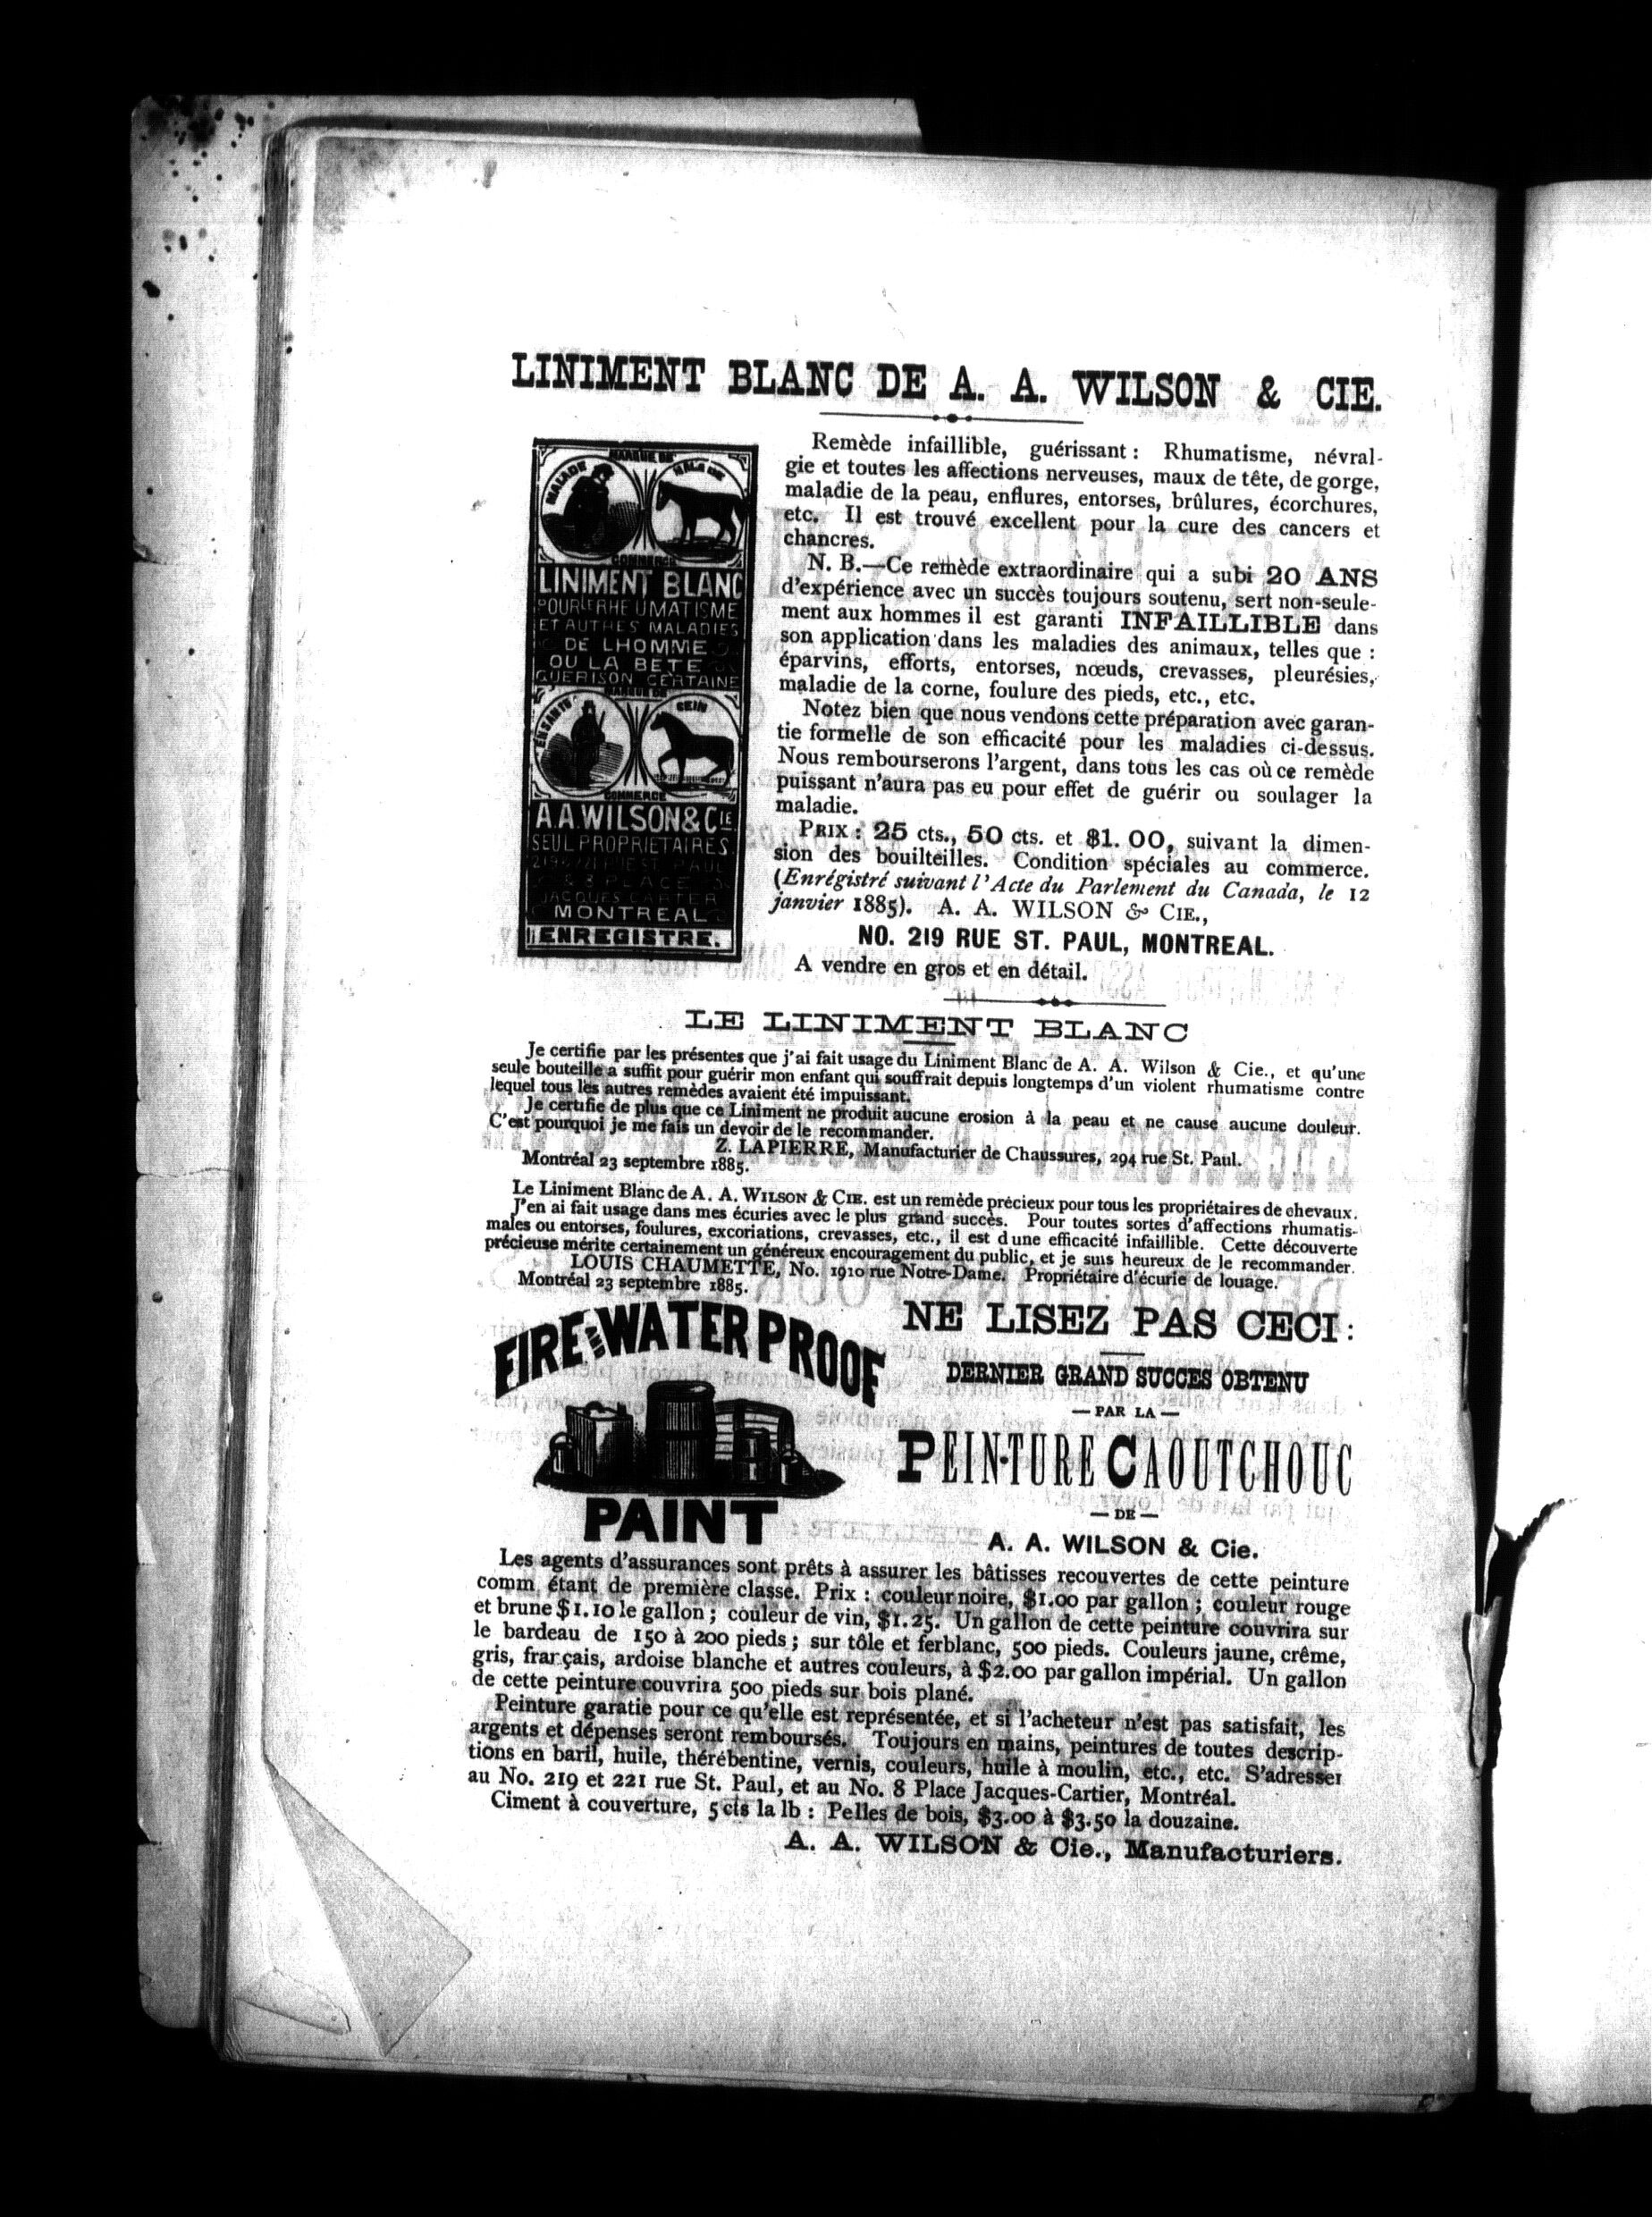 LINIMENT BLANC DE A. A. WILSON & CIE.
MARQUE DE
MALADE
MALADE
COMMERCE
LINIMENT BLANC
POUR LE RHEUMATISME
ET AUTRES MALADIES
DE LHOMME
OU LA BETE
GUERISON CERTAINE
MARQUE DE
EN SANTE
SEIN
COMMERCE
A.A. WILSON & CIE
SEUL PROPRIETAIRES
219 RUE ST. PAUL
& 8 PLACE
JACQUES CARTER
MONTREAL
ENREGISTRE.
Remède infaillible, guérissant : Rhumatisme, névral-
gie et toutes les affections nerveuses, maux de tête, de gorge,
maladie de la peau, enflures, entorses, brûlures, écorchures,
etc. Il est trouvé excellent pour la cure des cancers et
chancres.
N. B.—Ce remède extraordinaire qui a subi 20 ANS
d'expérience avec un succès toujours soutenu, sert non-seule-
ment aux hommes il est garanti INFAILLIBLE dans
son application dans les maladies des animaux, telles que :
éparvins, efforts, entorses, nœuds, crevasses, pleurésies,
maladie de la corne, foulure des pieds, etc., etc.
Notez bien que nous vendons cette préparation avec garan-
tie formelle de son efficacité pour les maladies ci-dessus.
Nous rembourserons l'argent, dans tous les cas où ce remède
puissant n'aura pas eu pour effet de guérir ou soulager la
maladie.
PRIX : 25 cts., 50 cts. et $1.00, suivant la dimen-
sion des bouilteilles. Condition spéciales au commerce.
(Enrégistré suivant l'Acte du Parlement du Canada, le 12
janvier 1885). A. A. WILSON & CIE.,
NO. 219 RUE ST. PAUL, MONTREAL.
A vendre en gros et en détail.
LE LINIMENT BLANC
Je certifie par les présentes que j'ai fait usage du Liniment Blanc de A. A. Wilson & Cie., et qu'une
seule bouteille a suffit pour guérir mon enfant qui souffrait depuis longtemps d'un violent rhumatisme contre
lequel tous les autres remèdes avaient été impuissant.
Je certifie de plus que ce Liniment ne produit aucune erosion à la peau et ne cause aucune douleur.
C'est pourquoi je me fais un devoir de le recommander.
Z. LAPIERRE, Manufacturier de Chaussures, 294 rue St. Paul.
Montréal 23 septembre 1885.
Le Liniment Blanc de A. A. WILSON & CIE. est un remède précieux pour tous les propriétaires de chevaux.
J'en ai fait usage dans mes écuries avec le plus grand succès. Pour toutes sortes d'affections rhumatis-
males ou entorses, foulures, excoriations, crevasses, etc., il est d une efficacité infaillible. Cette découverte
précieuse mérite certainement un généreux encouragement du public, et je suis heureux de le recommander.
LOUIS CHAUMETTE, No. 1910 rue Notre-Dame. Propriétaire d'écurie de louage.
Montréal 23 septembre 1885.
FIRE AND WATER PROOF
PAINT
NE LISEZ PAS CECI :
DERNIER GRAND SUCCES OBTENU
— PAR LA —
PEINTURE CAOUTCHOUC
— DE —
A. A. WILSON & Cie.
Les agents d'assurances sont prêts à assurer les bâtisses recouvertes de cette peinture
comm étant de première classe. Prix : couleur noire, $1.00 par gallon ; couleur rouge
et brune $1.10 le gallon ; couleur de vin, $1.25. Un gallon de cette peinture couvrira sur
le bardeau de 150 à 200 pieds ; sur tôle et ferblanc, 500 pieds. Couleurs jaune, crême,
gris, français, ardoise blanche et autres couleurs, à $2.00 par gallon impérial. Un gallon
de cette peinture couvrira 500 pieds sur bois plané.
Peinture garatie pour ce qu'elle est représentée, et si l'acheteur n'est pas satisfait, les
argents et dépenses seront remboursés. Toujours en mains, peintures de toutes descrip-
tions en baril, huile, thérébentine, vernis, couleurs, huile à moulin, etc., etc. S'adresser
au No. 219 et 221 rue St. Paul, et au No. 8 Place Jacques-Cartier, Montréal.
Ciment à couverture, 5 cts la lb : Pelles de bois, $3.00 à $3.50 la douzaine.
A. A. WILSON & Cie., Manufacturiers.